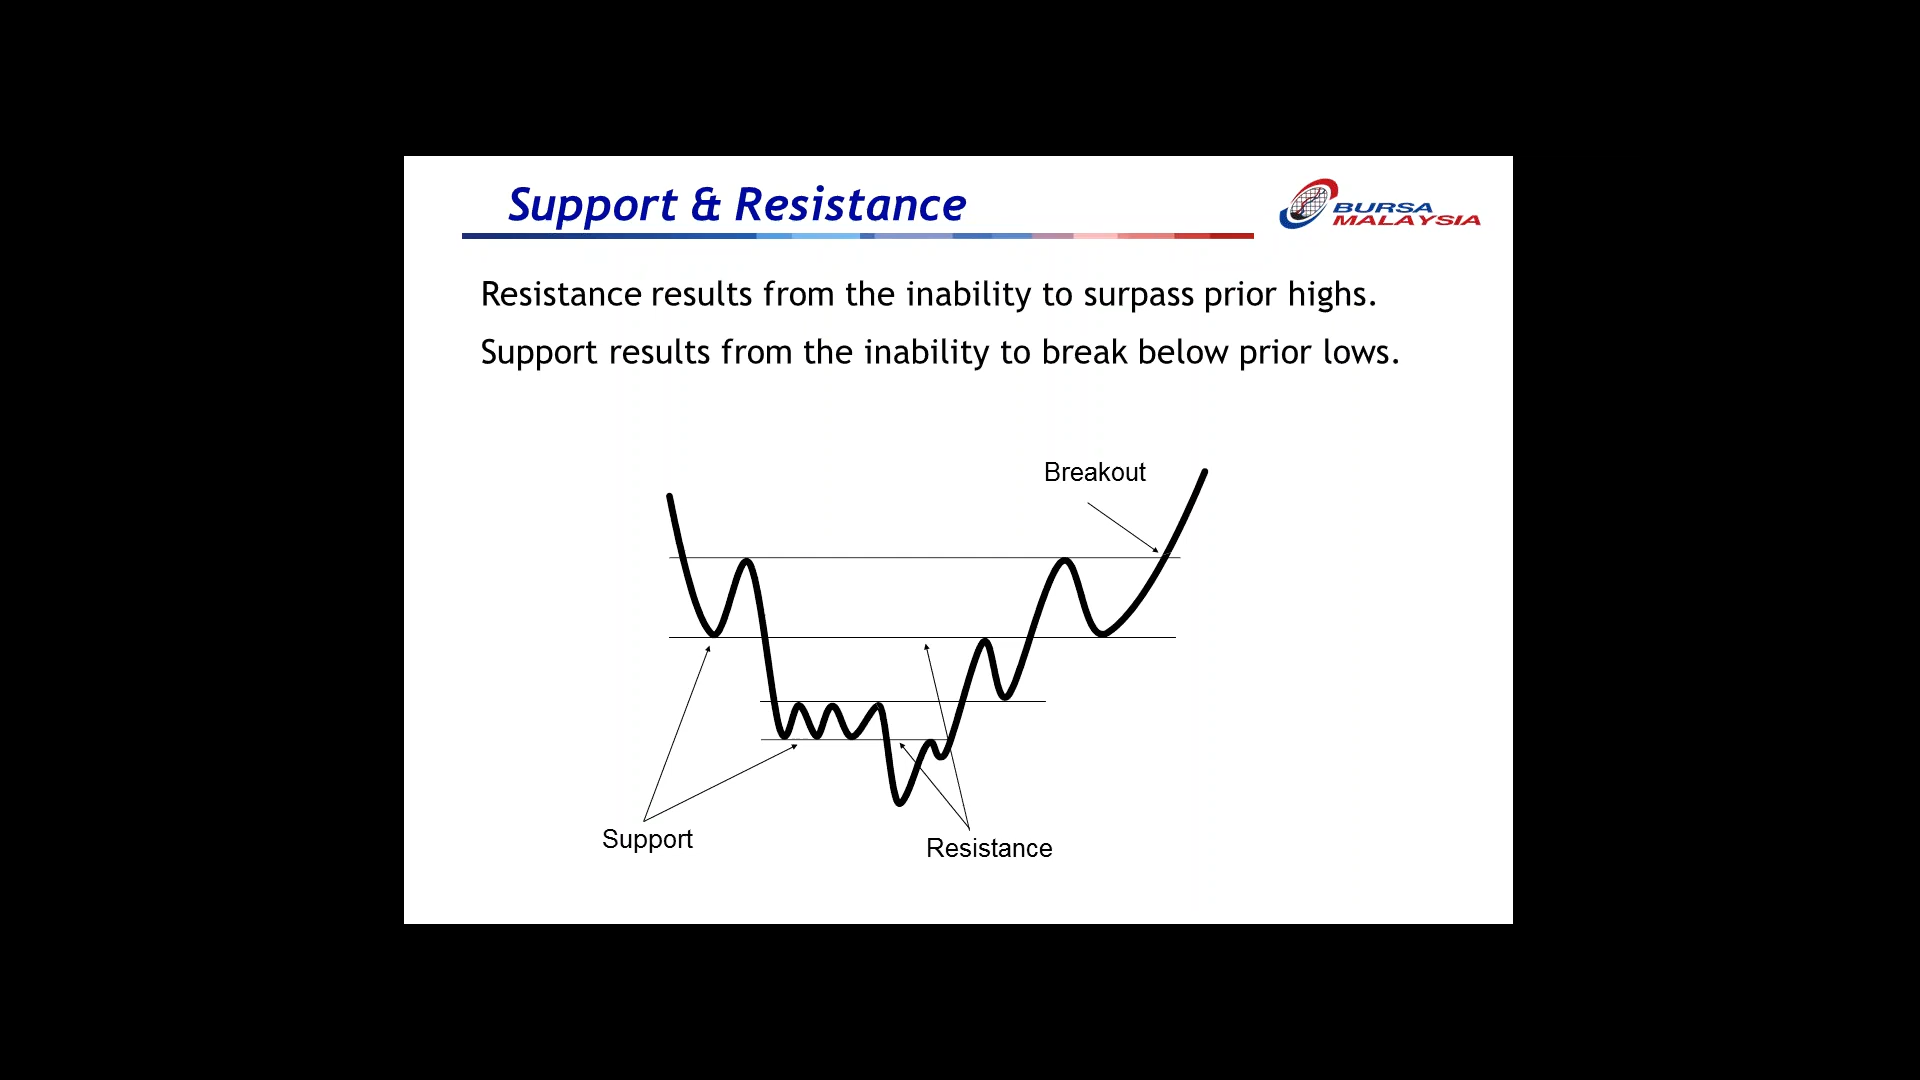 Support & Resistance
BURSA
MALAYSIA
Resistance results from the inability to surpass prior highs.
Support results from the inability to break below prior lows.
Breakout
Support
Resistance